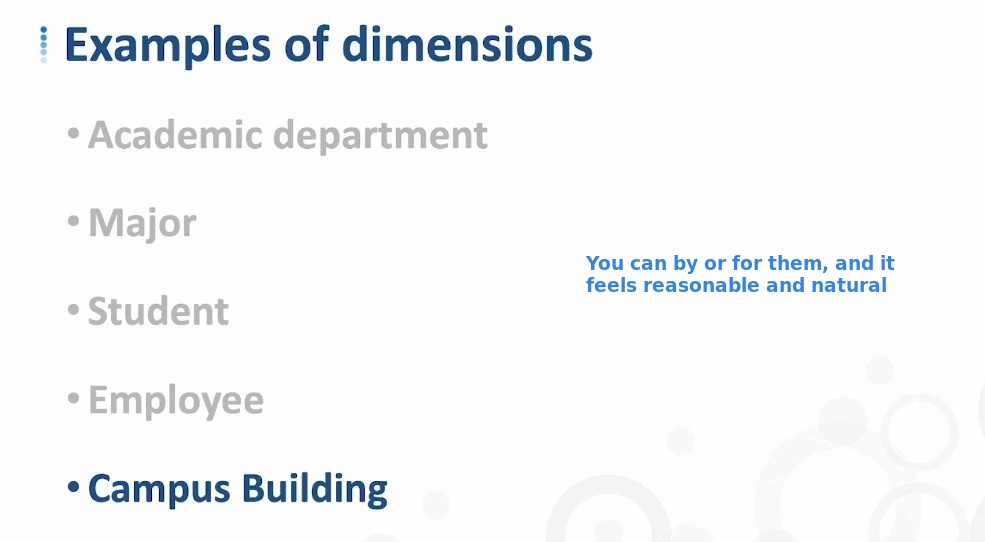 Examples of dimensions
• Academic department
• Major
You can by or for them, and it
feels reasonable and natural
• Student
• Employee
• Campus Building